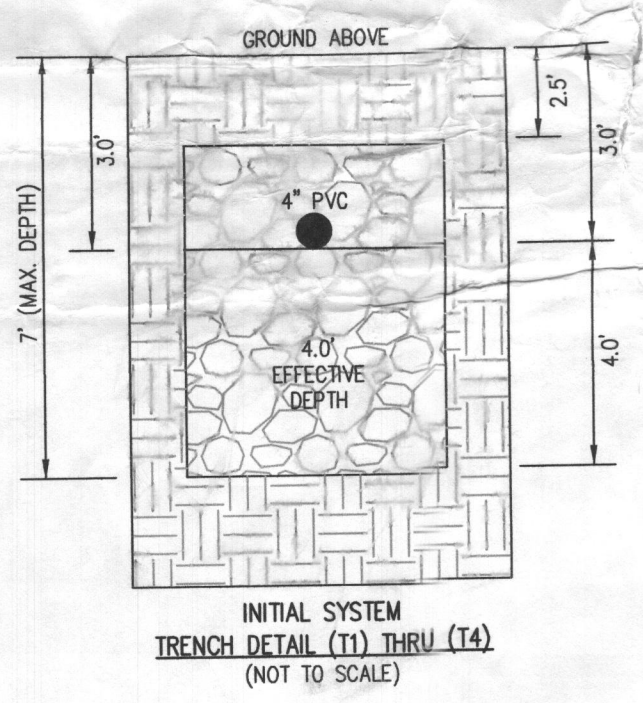 GROUND ABOVE
2.5'
3.0'
3.0'
4" PVC
7' (MAX. DEPTH)
4.0'
EFFECTIVE
DEPTH
4.0'
INITIAL SYSTEM
TRENCH DETAIL (T1) THRU (T4)
(NOT TO SCALE)